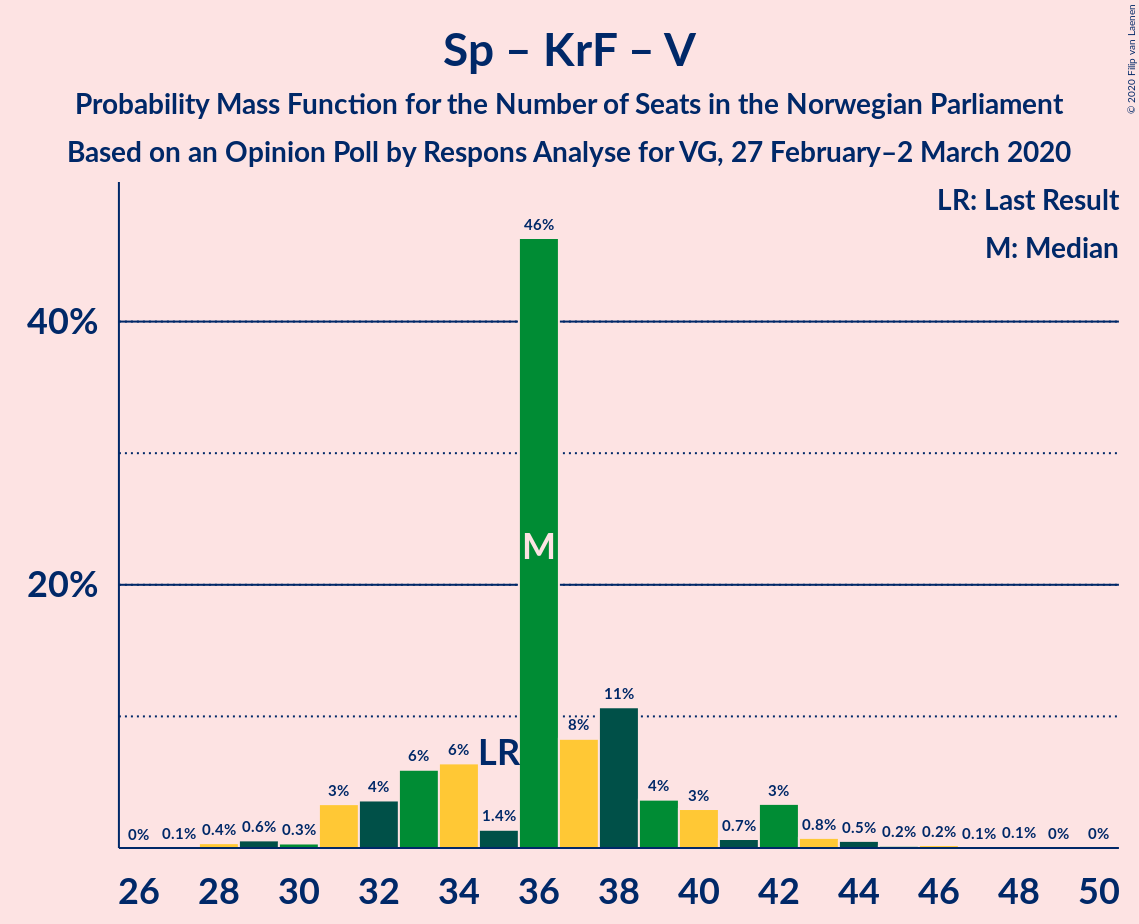 Sp – KrF – V
Probability Mass Function for the Number of Seats in the Norwegian Parliament
Based on an Opinion Poll by Respons Analyse for VG, 27 February–2 March 2020
© 2020 Filip van Laenen
LR: Last Result
M: Median
40%
20%
0% 0.1% 0.4% 0.6% 0.3% 3% 4% 6% 6% 1.4% 46% 8% 11% 4% 3% 0.7% 3% 0.8% 0.5% 0.2% 0.2% 0.1% 0.1% 0% 0%
LR
M
26 28 30 32 34 36 38 40 42 44 46 48 50